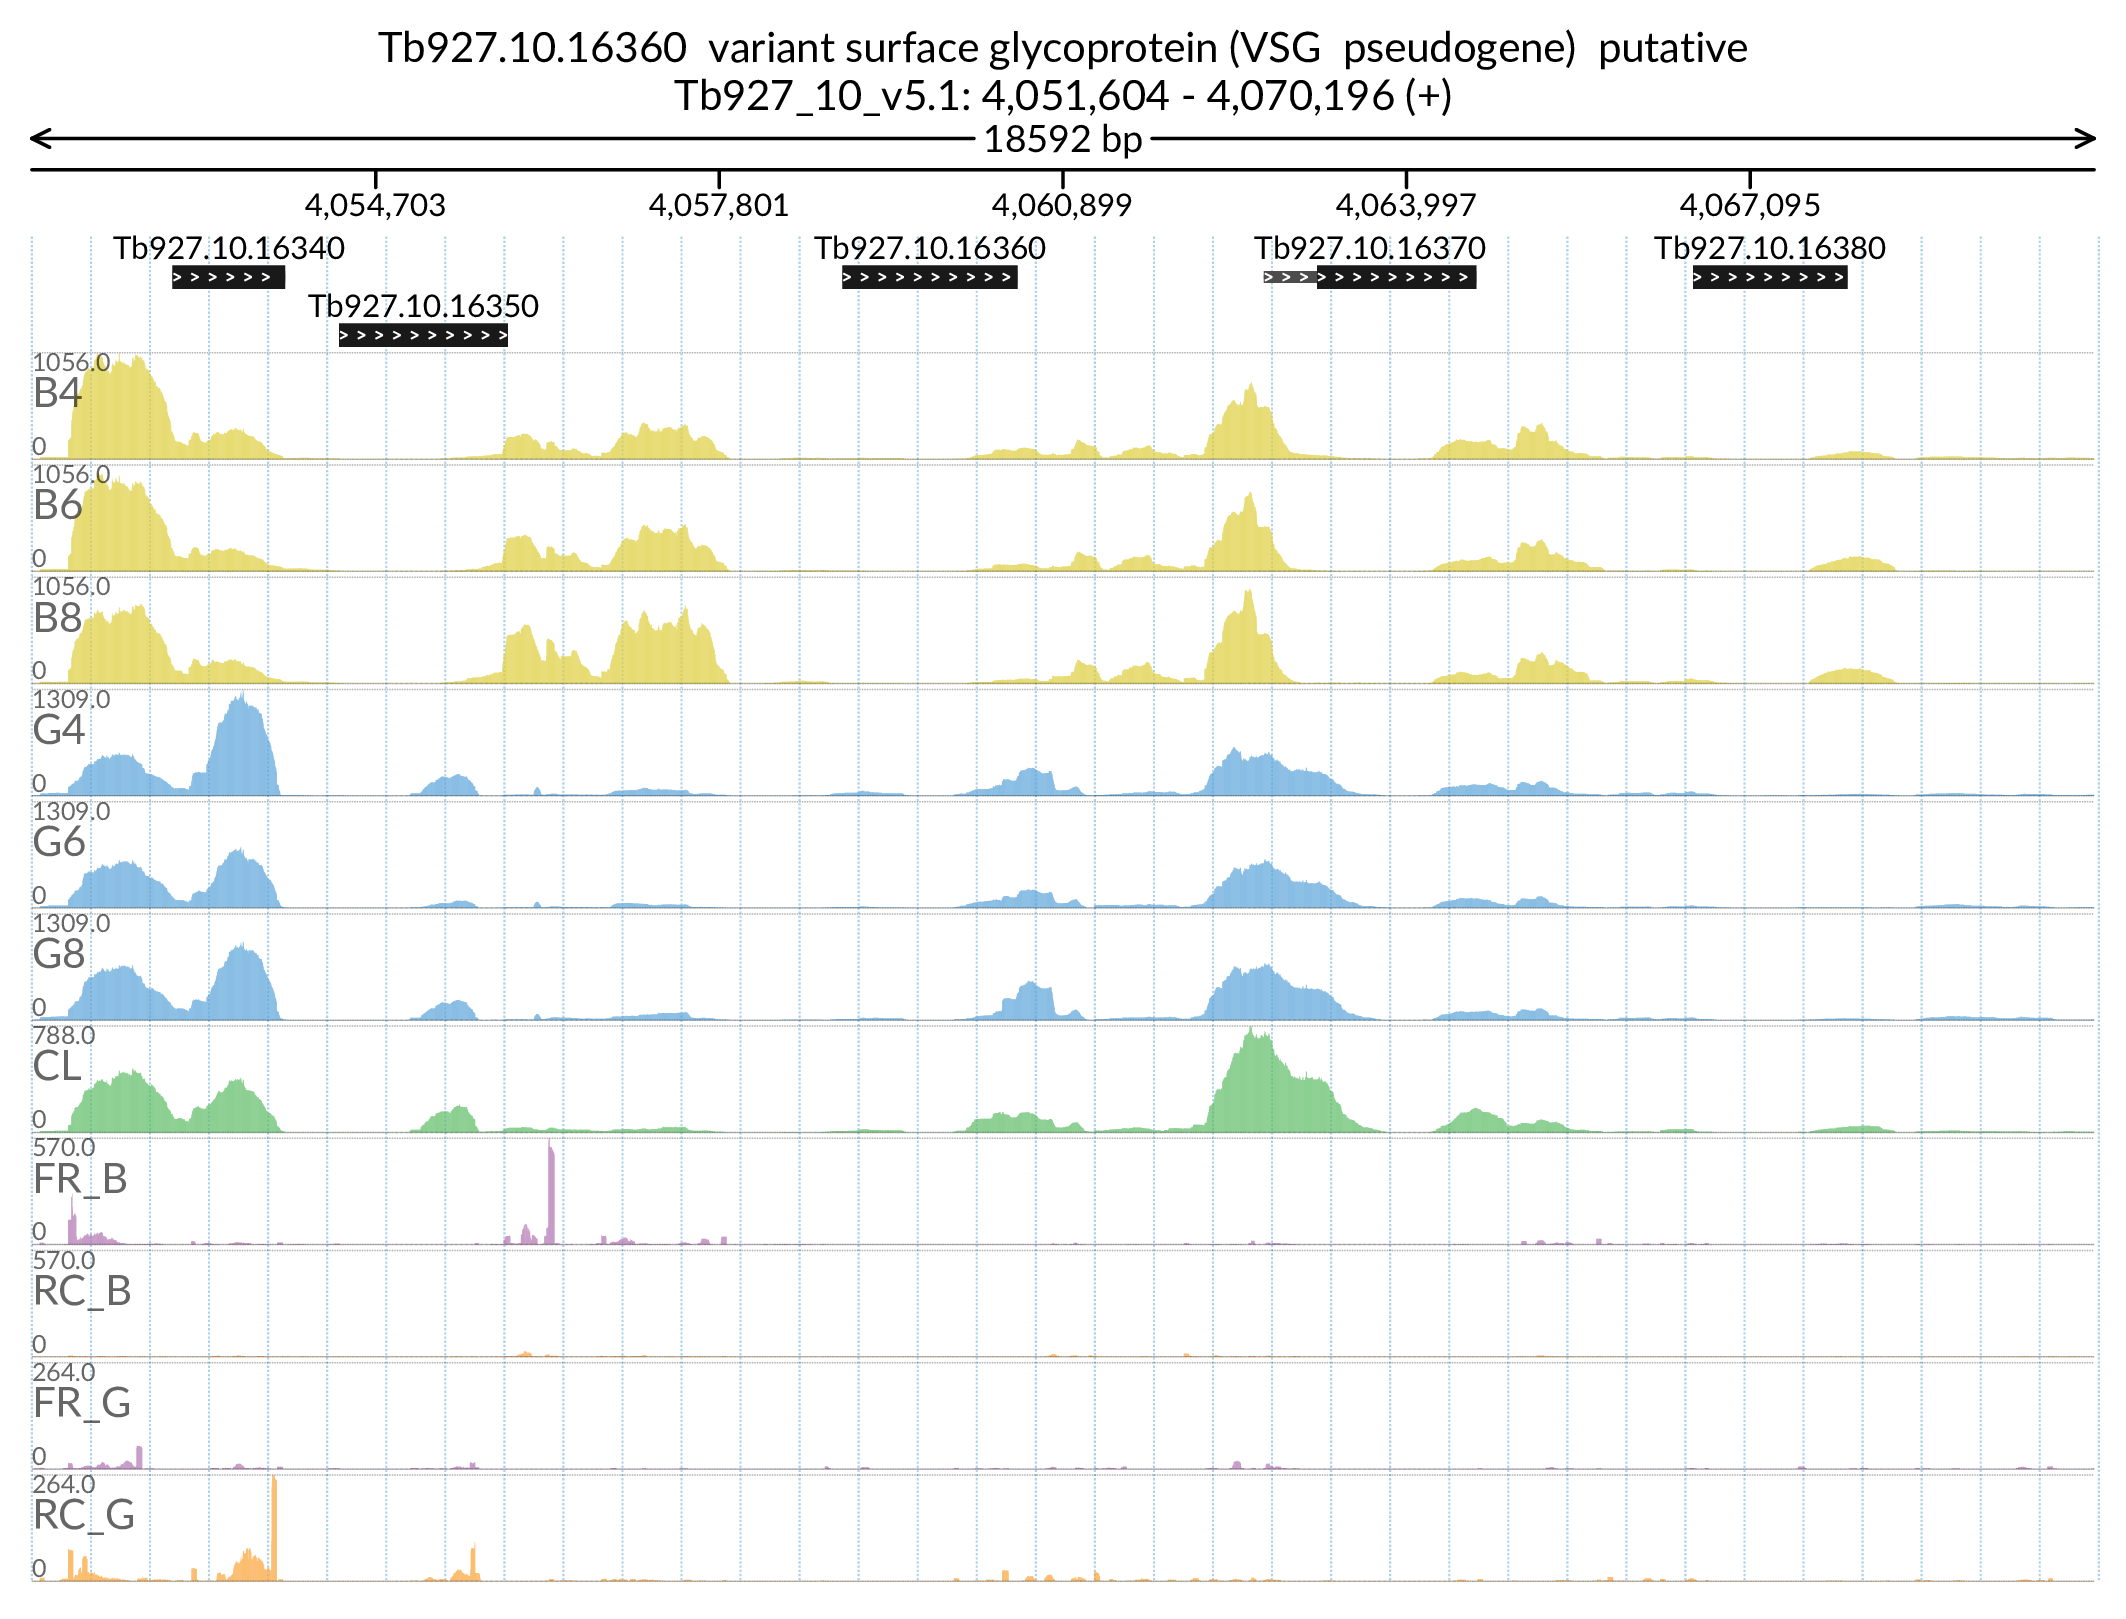 Tb927.10.16360  variant surface glycoprotein (VSG  pseudogene)  putative
Tb927_10_v5.1: 4,051,604 - 4,070,196 (+)
18592 bp
4,054,703 4,057,801 4,060,899 4,063,997 4,067,095
Tb927.10.16340 Tb927.10.16360 Tb927.10.16370 Tb927.10.16380
Tb927.10.16350
1056.0
B4
0
1056.0
B6
0
1056.0
B8
0
1309.0
G4
0
1309.0
G6
0
1309.0
G8
0
788.0
CL
0
570.0
FR_B
0
570.0
RC_B
0
264.0
FR_G
0
264.0
RC_G
0